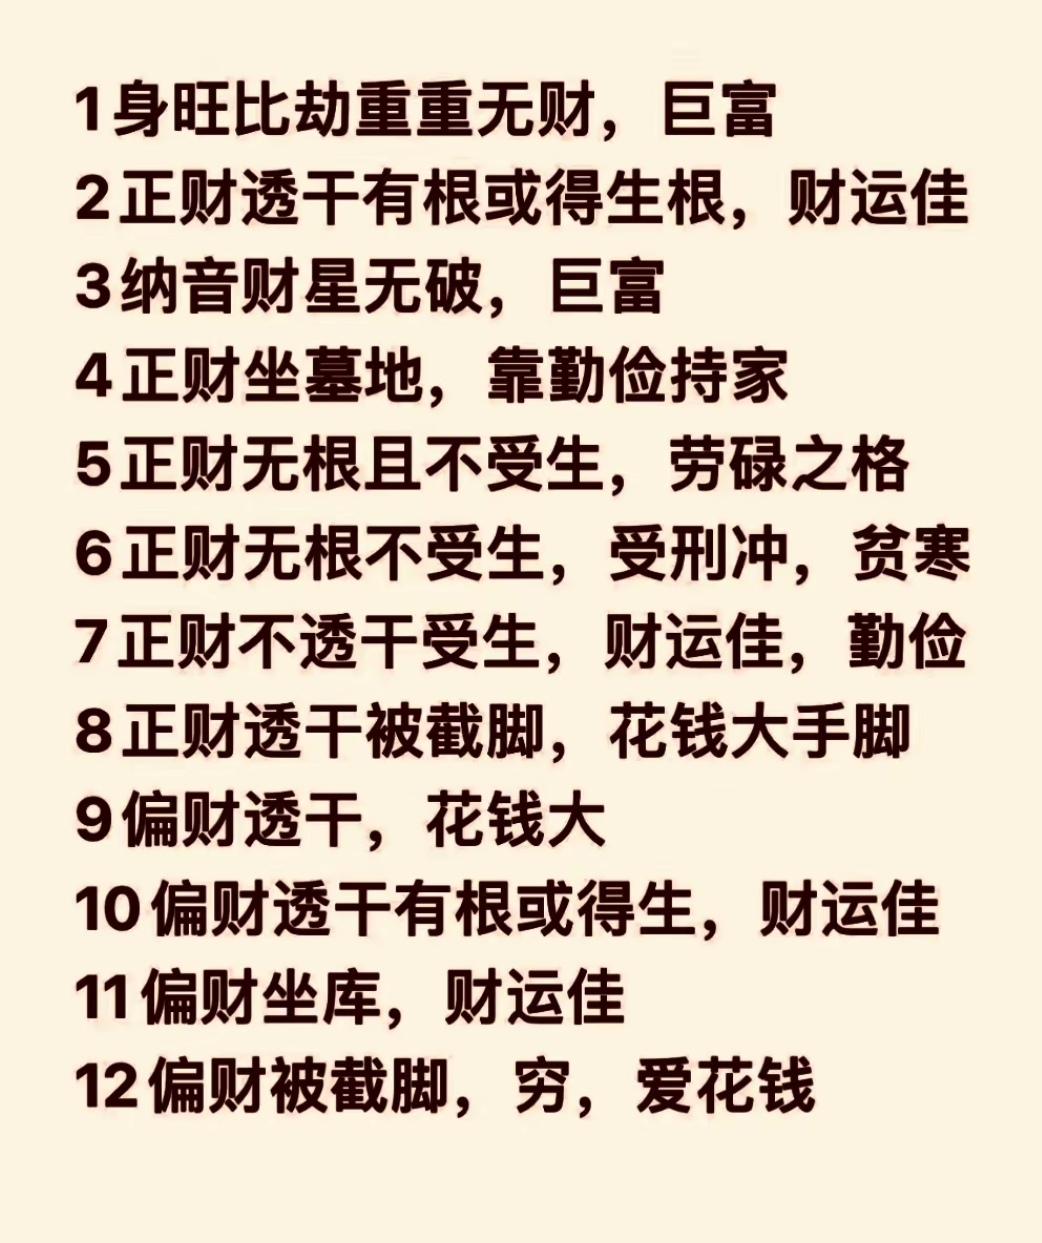 1身旺比劫重重无财，巨富
2正财透干有根或得生根，财运佳
3纳音财星无破，巨富
4正财坐墓地，靠勤俭持家
5正财无根且不受生，劳碌之格
6正财无根不受生，受刑冲，贫寒
7正财不透干受生，财运佳，勤俭
8正财透干被截脚，花钱大手脚
9偏财透干，花钱大
10偏财透干有根或得生，财运佳
11偏财坐库，财运佳
12偏财被截脚，穷，爱花钱